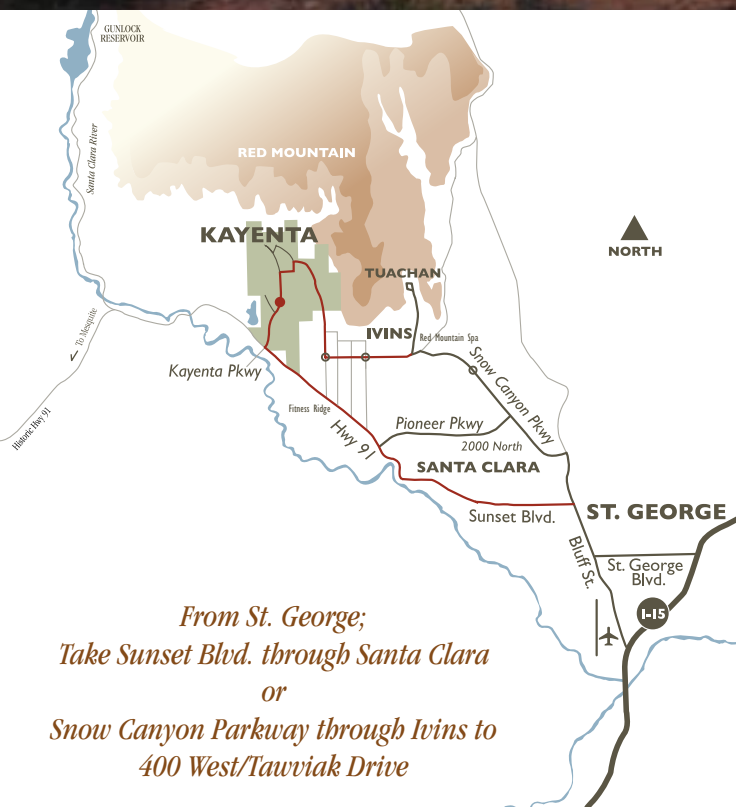 GUNLOCK
RESERVOIR
Santa Clara River
RED MOUNTAIN
KAYENTA
NORTH
TUACHAN
To Mesquite
IVINS
Red Mountain Spa
Snow Canyon Pkwy
Kayenta Pkwy
Historic Hwy 91
Fitness Ridge
Hwy 91
Pioneer Pkwy
2000 North
SANTA CLARA
Sunset Blvd.
ST. GEORGE
Bluff St.
St. George
Blvd.
I-15
From St. George;
Take Sunset Blvd. through Santa Clara
or
Snow Canyon Parkway through Ivins to
400 West/Tawviak Drive